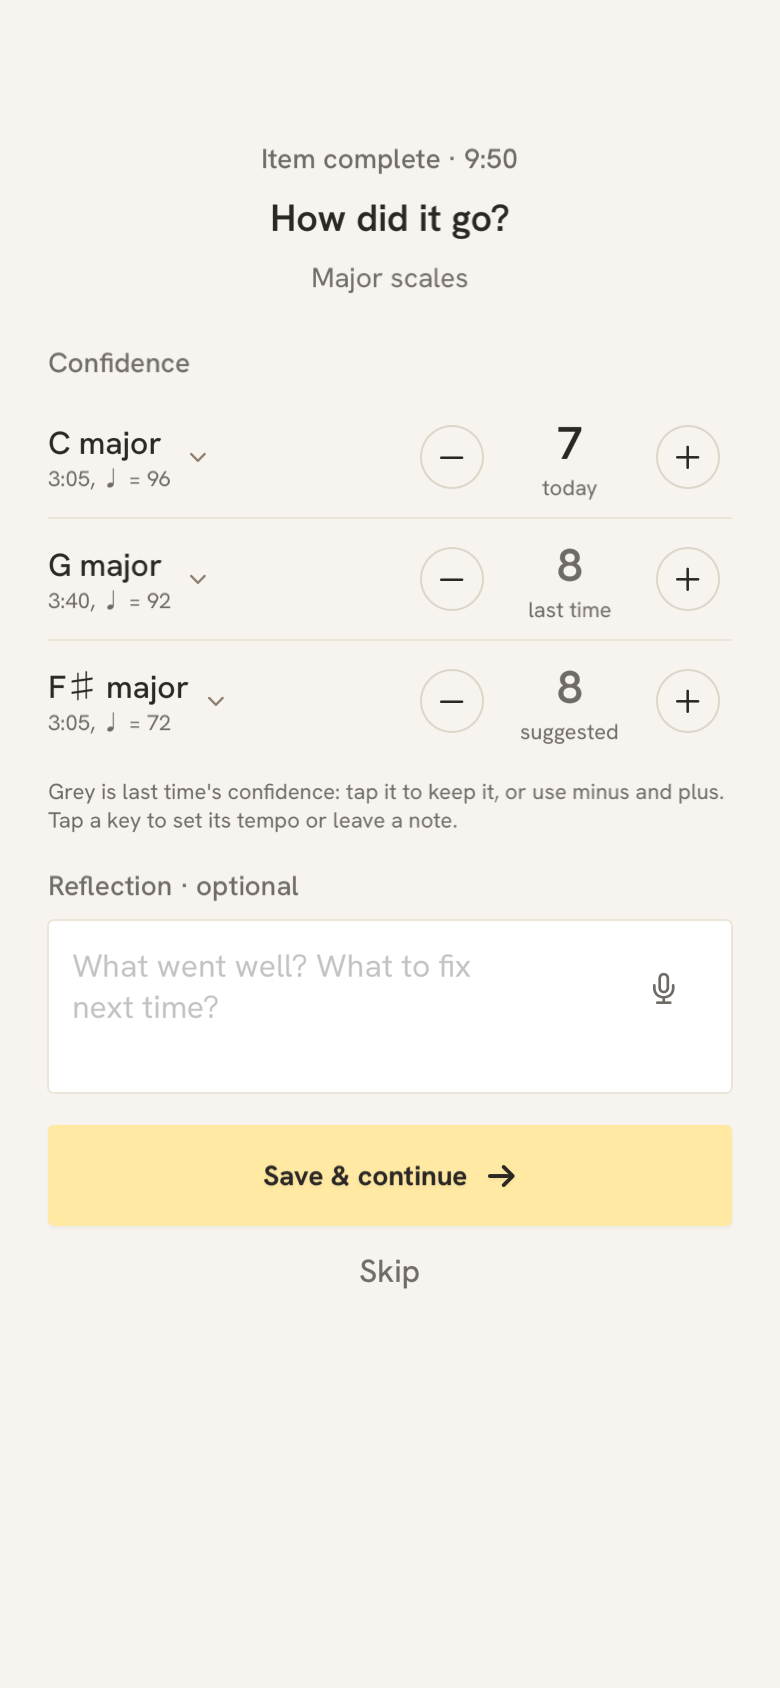 Item complete · 9:50
How did it go?
Major scales
Confidence
C major
3:05, ♩ = 96
− 7 +
today
G major
3:40, ♩ = 92
− 8 +
last time
F♯ major
3:05, ♩ = 72
− 8 +
suggested
Grey is last time's confidence: tap it to keep it, or use minus and plus.
Tap a key to set its tempo or leave a note.
Reflection · optional
What went well? What to fix
next time?
Save & continue →
Skip